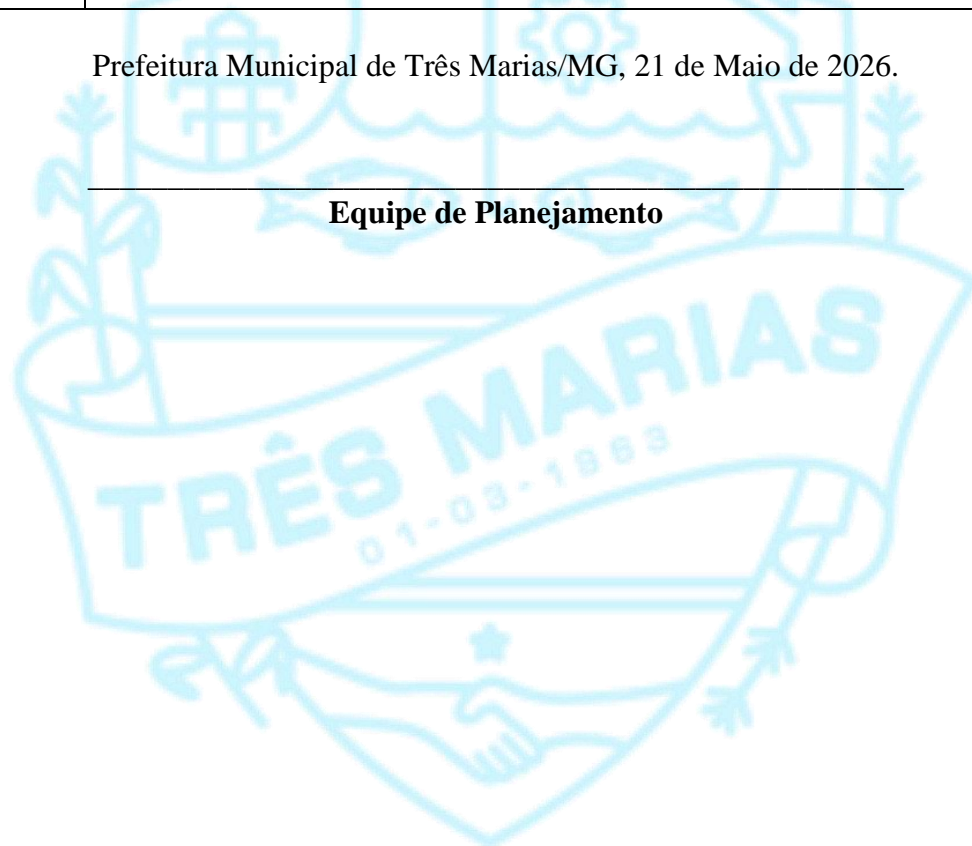 Prefeitura Municipal de Três Marias/MG, 21 de Maio de 2026.
Equipe de Planejamento
TRÊS MARIAS
01-03-1963